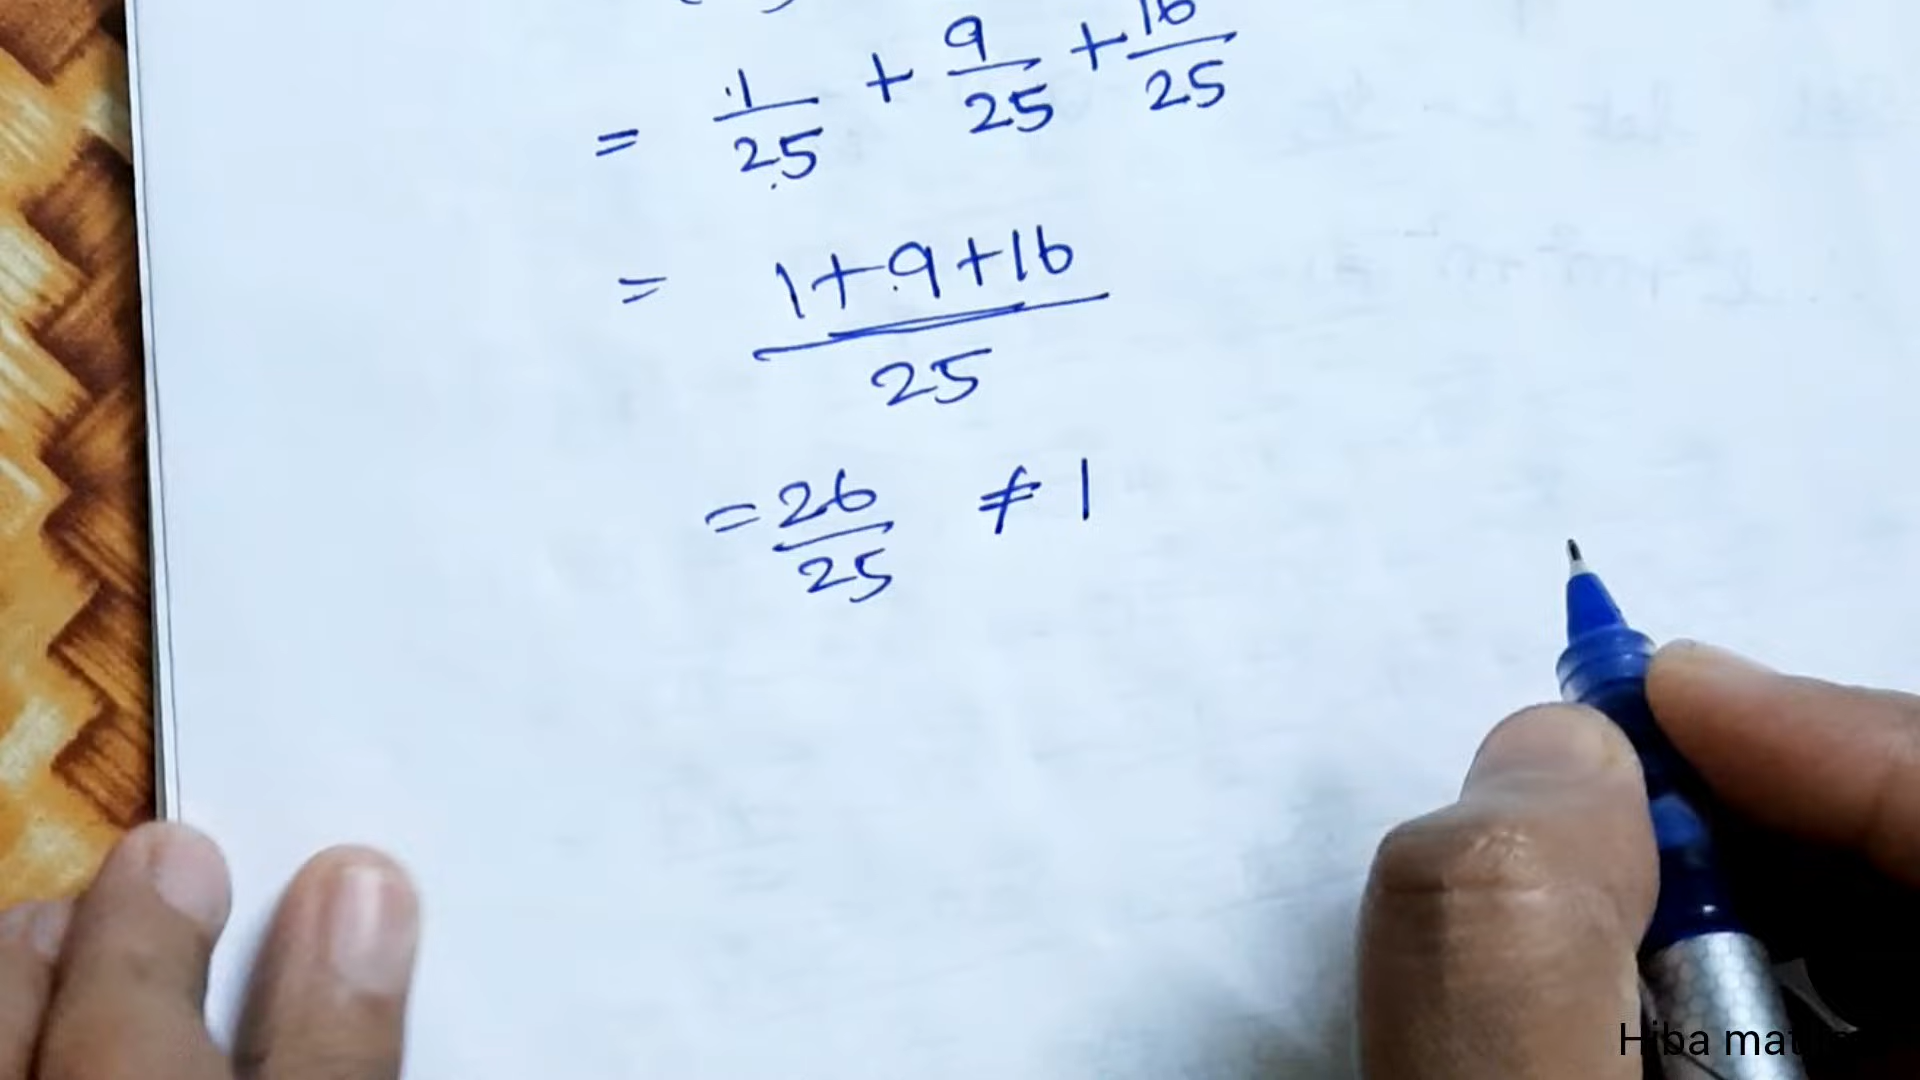 = 1/25 + 9/25 + 16/25
= 1+9+16/25
= 26/25 ≠ 1
Hiba